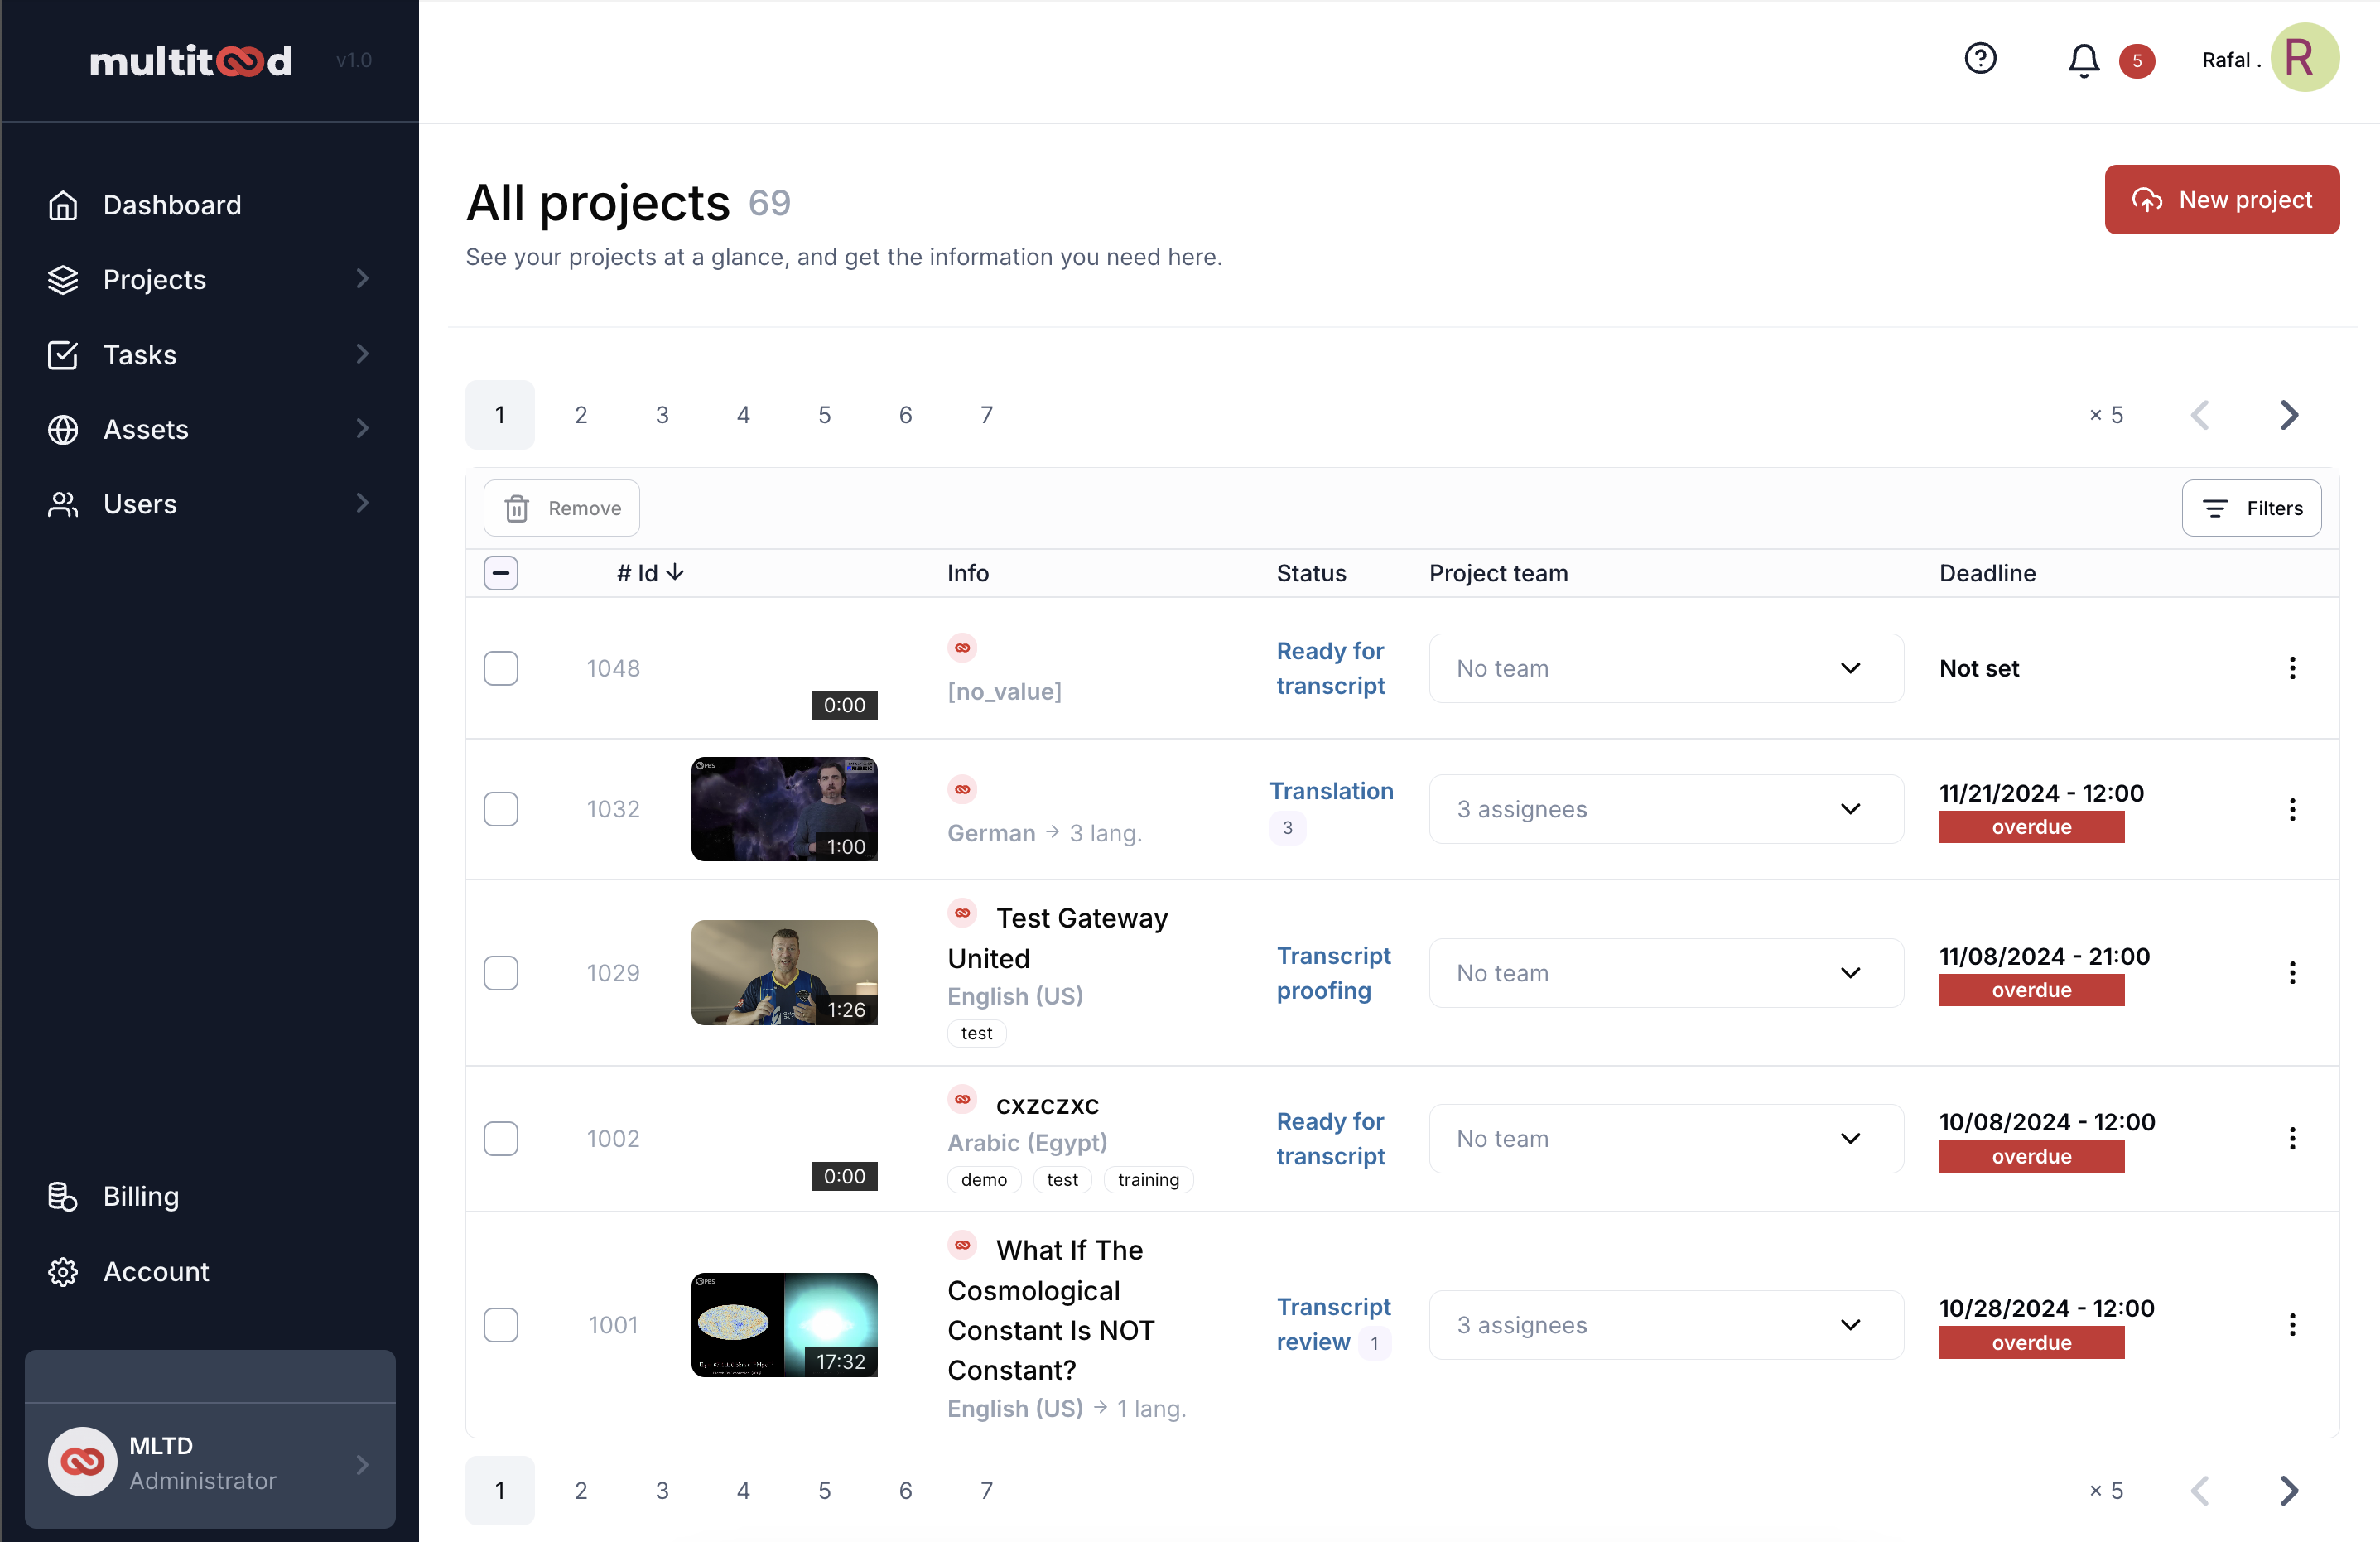 multitood v1.0
Dashboard
Projects
Tasks
Assets
Users
Billing
Account
MLTD
Administrator
5
Rafal .
R
All projects 69
See your projects at a glance, and get the information you need here.
New project
1 2 3 4 5 6 7 × 5
Remove
Filters
# Id ↓ Info Status Project team Deadline
1048
0:00
[no_value]
Ready for
transcript
No team
Not set
1032
PBS
1:00
German → 3 lang.
Translation
3
3 assignees
11/21/2024 - 12:00
overdue
1029
1:26
Test Gateway
United
English (US)
test
Transcript
proofing
No team
11/08/2024 - 21:00
overdue
1002
0:00
cxzczxc
Arabic (Egypt)
demo test training
Ready for
transcript
No team
10/08/2024 - 12:00
overdue
1001
PBS
17:32
What If The
Cosmological
Constant Is NOT
Constant?
English (US) → 1 lang.
Transcript
review 1
3 assignees
10/28/2024 - 12:00
overdue
1 2 3 4 5 6 7 × 5